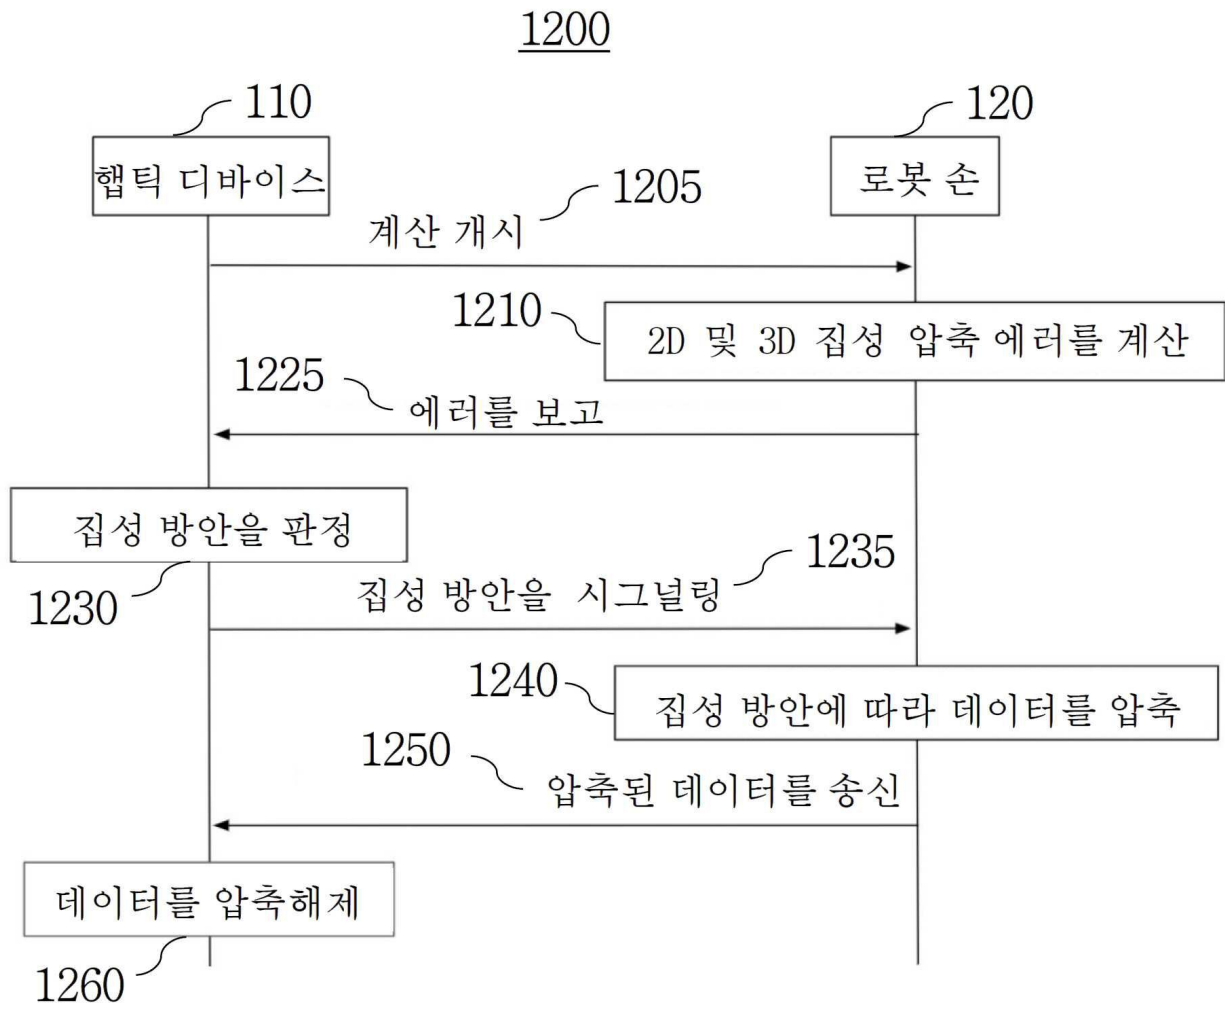 1200
110
120
햅틱 디바이스
로봇 손
1205
계산 개시
1210
2D 및 3D 집성 압축 에러를 계산
1225
에러를 보고
집성 방안을 판정
1230
1235
집성 방안을 시그널링
1240
집성 방안에 따라 데이터를 압축
1250
압축된 데이터를 송신
데이터를 압축해제
1260